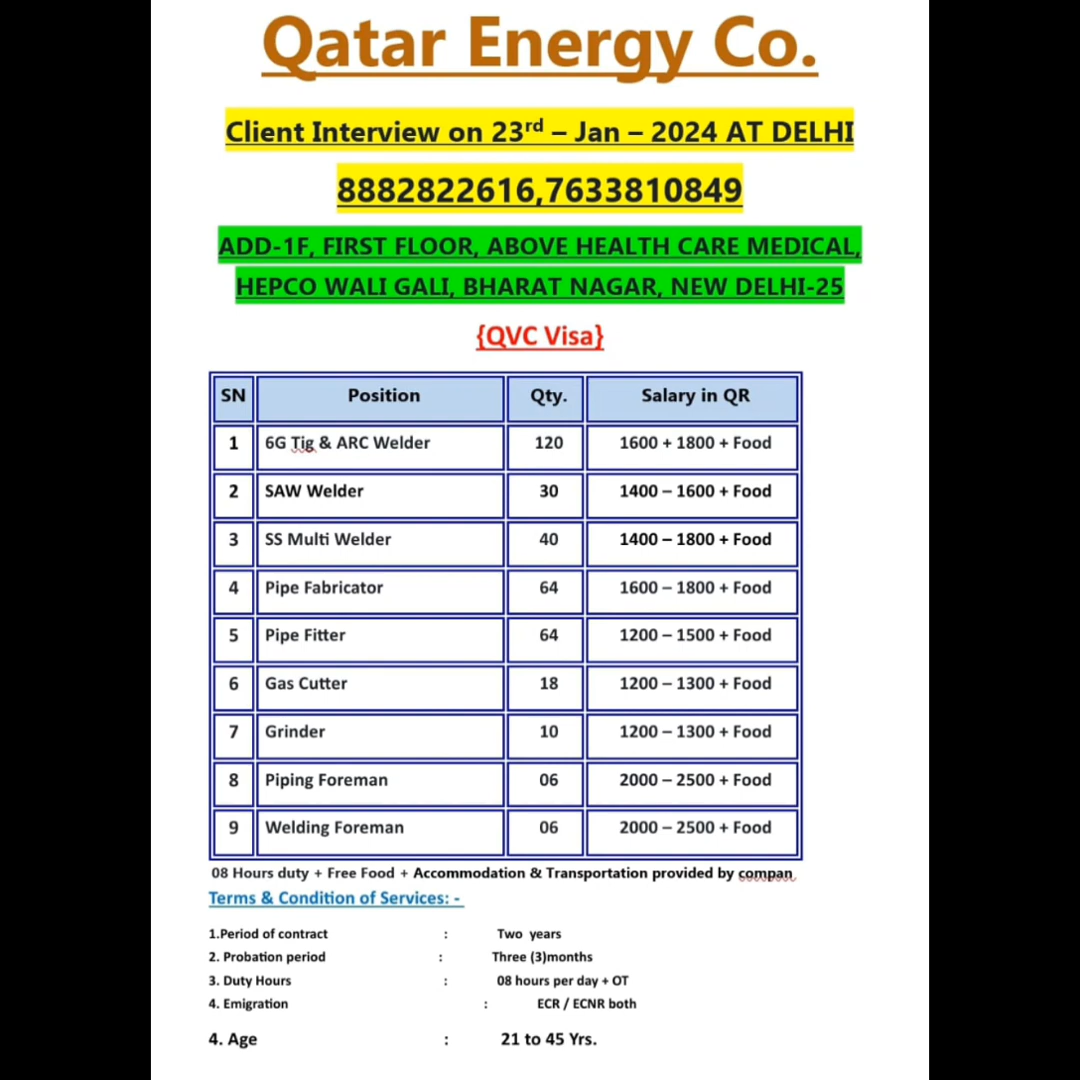 Qatar Energy Co.
Client Interview on 23rd – Jan – 2024 AT DELHI
8882822616,7633810849
ADD-1F, FIRST FLOOR, ABOVE HEALTH CARE MEDICAL,
HEPCO WALI GALI, BHARAT NAGAR, NEW DELHI-25
{QVC Visa}
SN Position Qty. Salary in QR
1 6G Tig & ARC Welder 120 1600 + 1800 + Food
2 SAW Welder 30 1400 – 1600 + Food
3 SS Multi Welder 40 1400 – 1800 + Food
4 Pipe Fabricator 64 1600 – 1800 + Food
5 Pipe Fitter 64 1200 – 1500 + Food
6 Gas Cutter 18 1200 – 1300 + Food
7 Grinder 10 1200 – 1300 + Food
8 Piping Foreman 06 2000 – 2500 + Food
9 Welding Foreman 06 2000 – 2500 + Food
08 Hours duty + Free Food + Accommodation & Transportation provided by compan
Terms & Condition of Services: -
1.Period of contract : Two years
2. Probation period : Three (3)months
3. Duty Hours : 08 hours per day + OT
4. Emigration : ECR / ECNR both
4. Age : 21 to 45 Yrs.